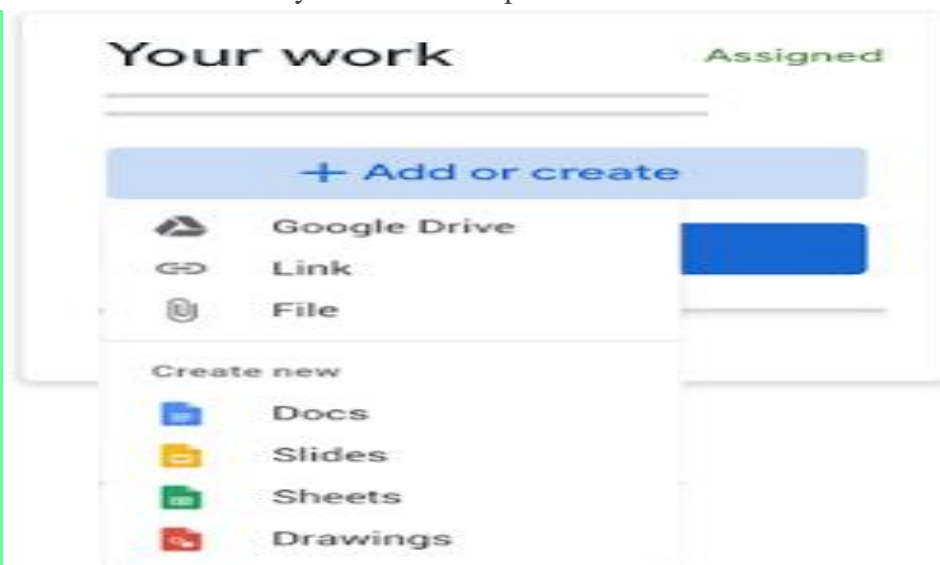 Your work
Assigned
+ Add or create
Google Drive
Link
File
Create new
Docs
Slides
Sheets
Drawings